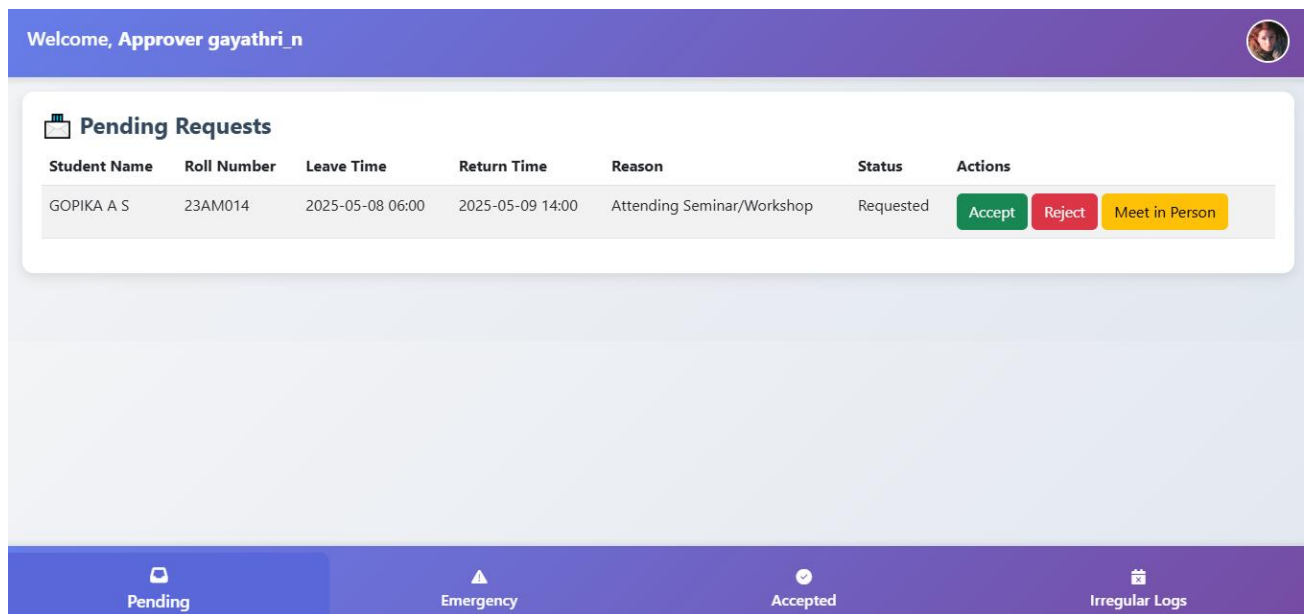 Welcome, Approver gayathri_n
Pending Requests
Student Name Roll Number Leave Time Return Time Reason Status Actions
GOPIKA A S 23AM014 2025-05-08 06:00 2025-05-09 14:00 Attending Seminar/Workshop Requested Accept Reject Meet in Person
Pending Emergency Accepted Irregular Logs